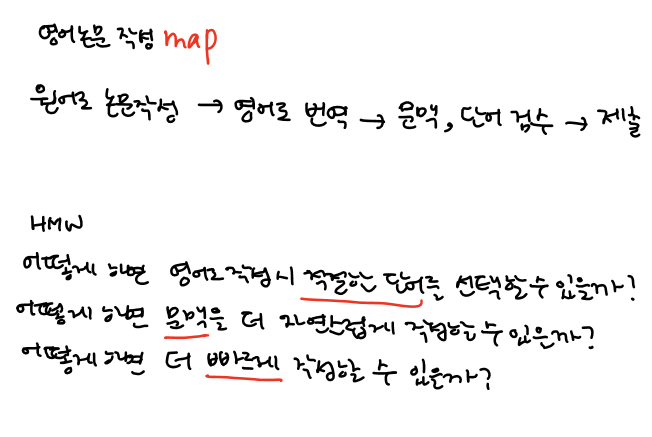 영어논문 작성 map
원어로 논문작성 → 영어로 번역 → 문맥, 단어 검수 → 제출
HMW
어떻게 하면 영어로 작성시 적절한 단어를 선택할 수 있을까?
어떻게 하면 문맥을 더 자연스럽게 작성할 수 있을까?
어떻게 하면 더 빠르게 작성할 수 있을까?